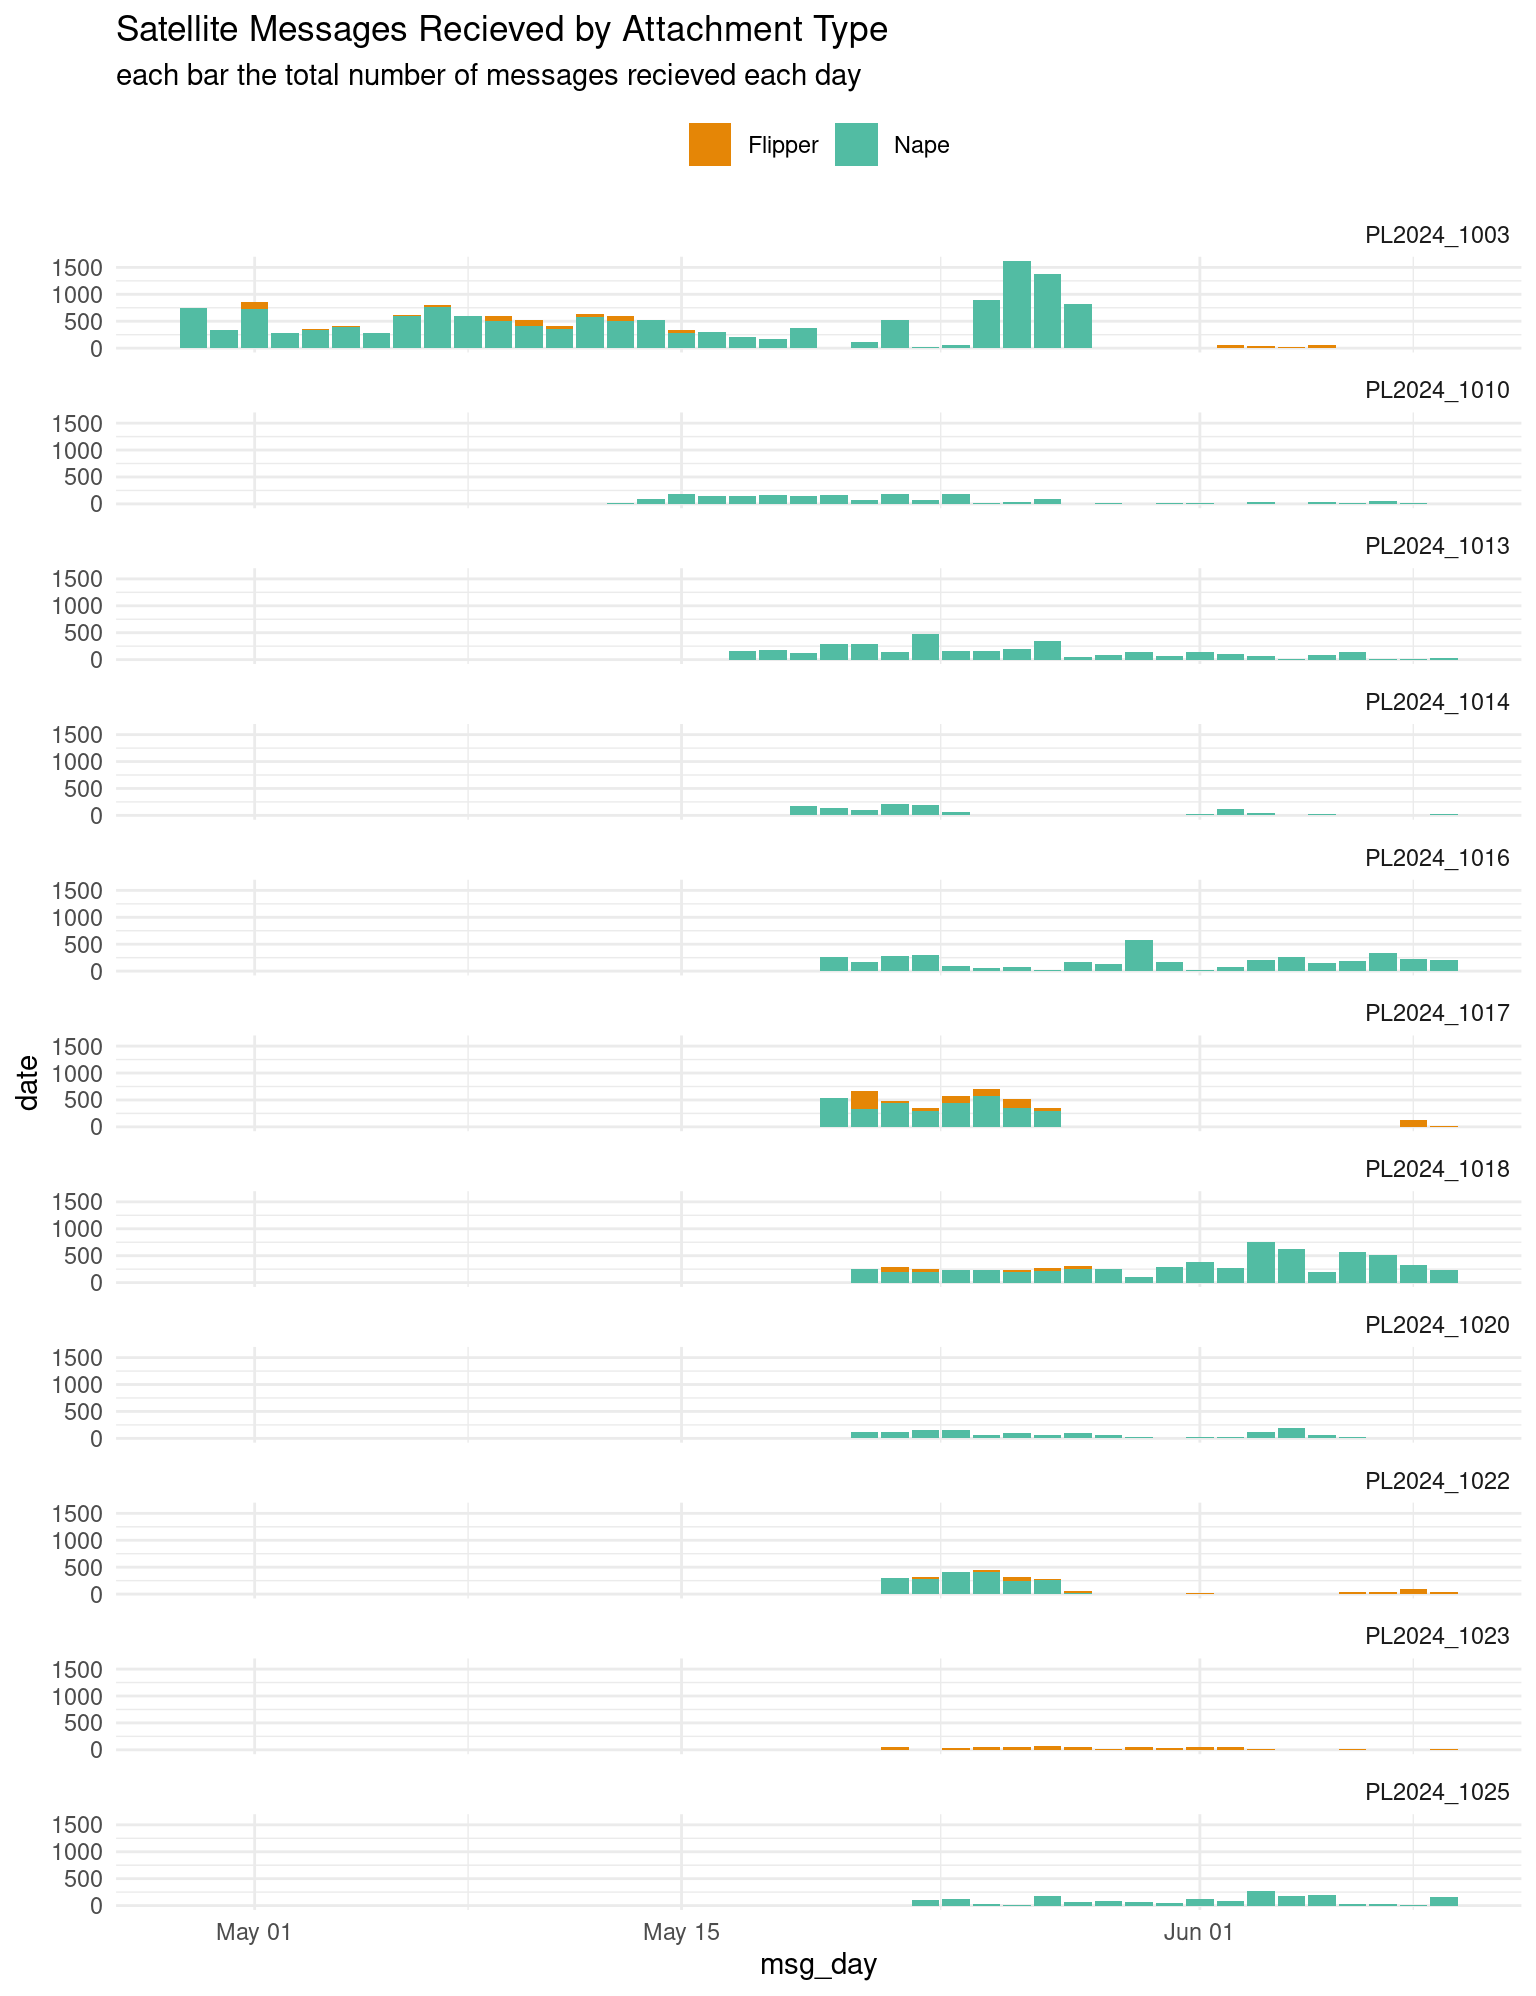 Satellite Messages Recieved by Attachment Type
each bar the total number of messages recieved each day
Flipper Nape
PL2024_1003
1500
1000
500
0
PL2024_1010
1500
1000
500
0
PL2024_1013
1500
1000
500
0
PL2024_1014
1500
1000
500
0
PL2024_1016
1500
1000
500
0
PL2024_1017
1500
1000
500
0
PL2024_1018
1500
1000
500
0
PL2024_1020
1500
1000
500
0
PL2024_1022
1500
1000
500
0
PL2024_1023
1500
1000
500
0
PL2024_1025
1500
1000
500
0
date
May 01 May 15 Jun 01
msg_day